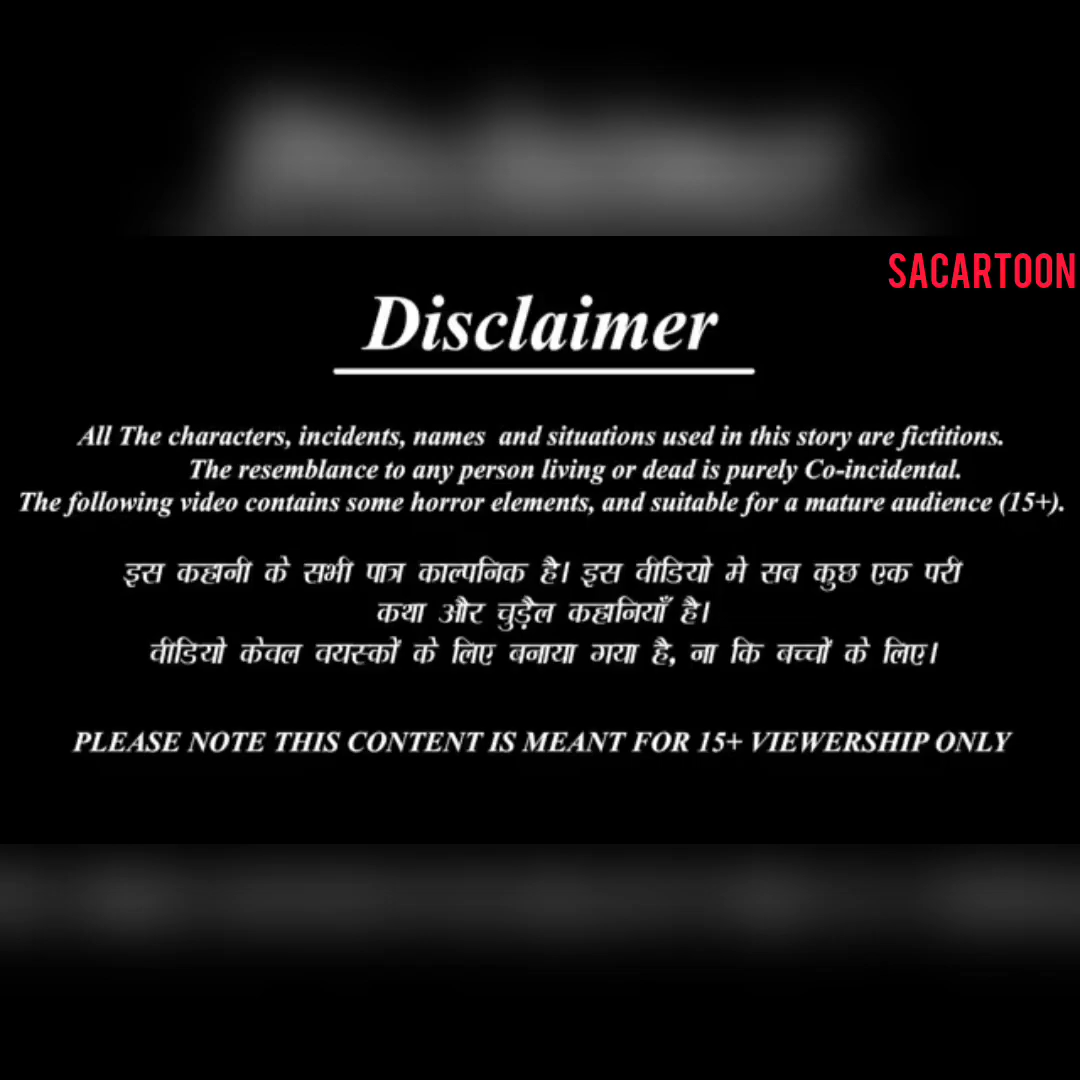 SACARTOON
Disclaimer
All The characters, incidents, names and situations used in this story are fictitions.
The resemblance to any person living or dead is purely Co-incidental.
The following video contains some horror elements, and suitable for a mature audience (15+).
इस कहानी के सभी पात्र काल्पनिक है। इस वीडियो मे सब कुछ एक परी
कथा और चुड़ैल कहानियाँ है।
वीडियो केवल वयस्कों के लिए बनाया गया है, ना कि बच्चों के लिए।
PLEASE NOTE THIS CONTENT IS MEANT FOR 15+ VIEWERSHIP ONLY